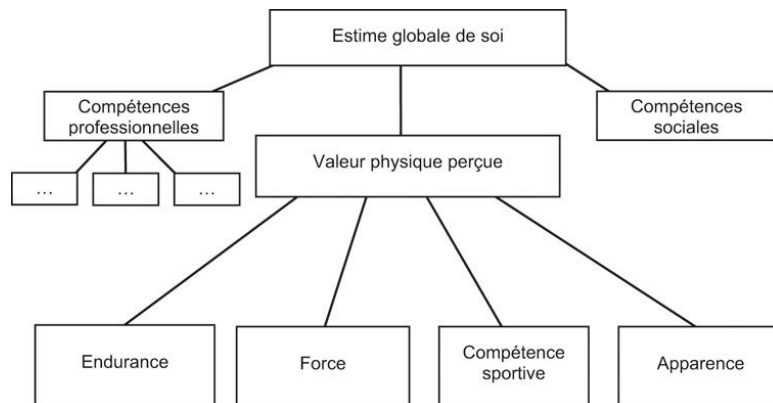 Estime globale de soi
Compétences
professionnelles
Compétences
sociales
Valeur physique perçue
...
...
...
Endurance
Force
Compétence
sportive
Apparence